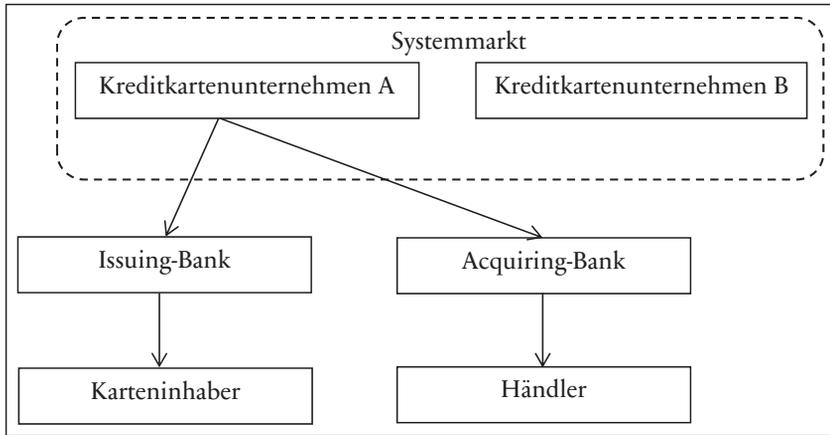 Systemmarkt
Kreditkartenunternehmen A
Kreditkartenunternehmen B
Issuing-Bank
Acquiring-Bank
Karteninhaber
Händler